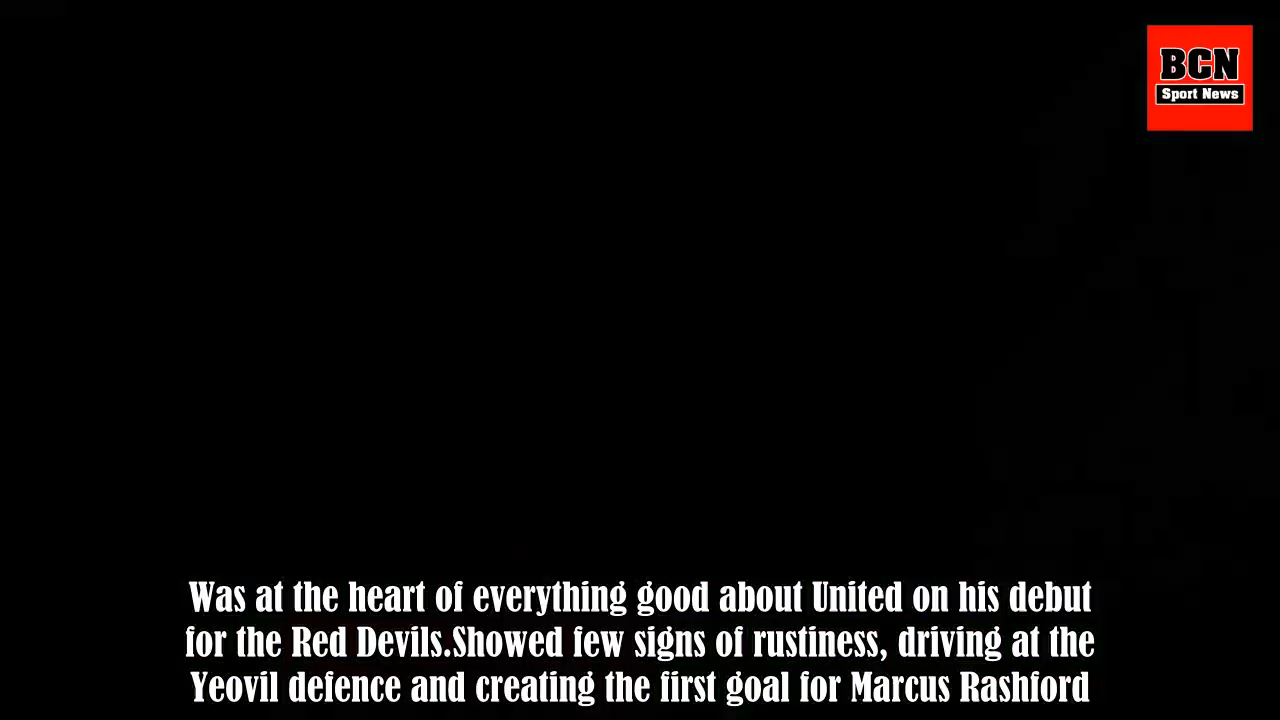 BCN
Sport News
Was at the heart of everything good about United on his debut
for the Red Devils.Showed few signs of rustiness, driving at the
Yeovil defence and creating the first goal for Marcus Rashford